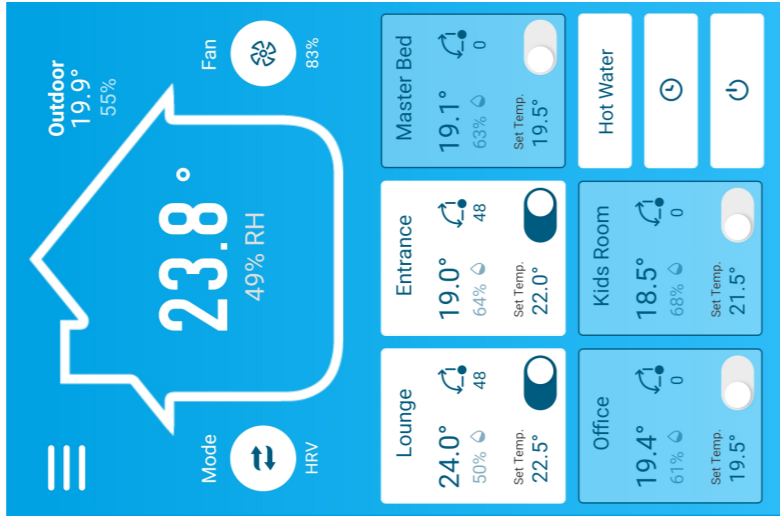 Outdoor
19.9°
55%
23.8°
49% RH
Mode
HRV
Fan
83%
Lounge
24.0°
50%
48
Set Temp.
22.5°
Entrance
19.0°
64%
48
Set Temp.
22.0°
Master Bed
19.1°
63%
0
Set Temp.
19.5°
Office
19.4°
61%
0
Set Temp.
19.5°
Kids Room
18.5°
68%
0
Set Temp.
21.5°
Hot Water